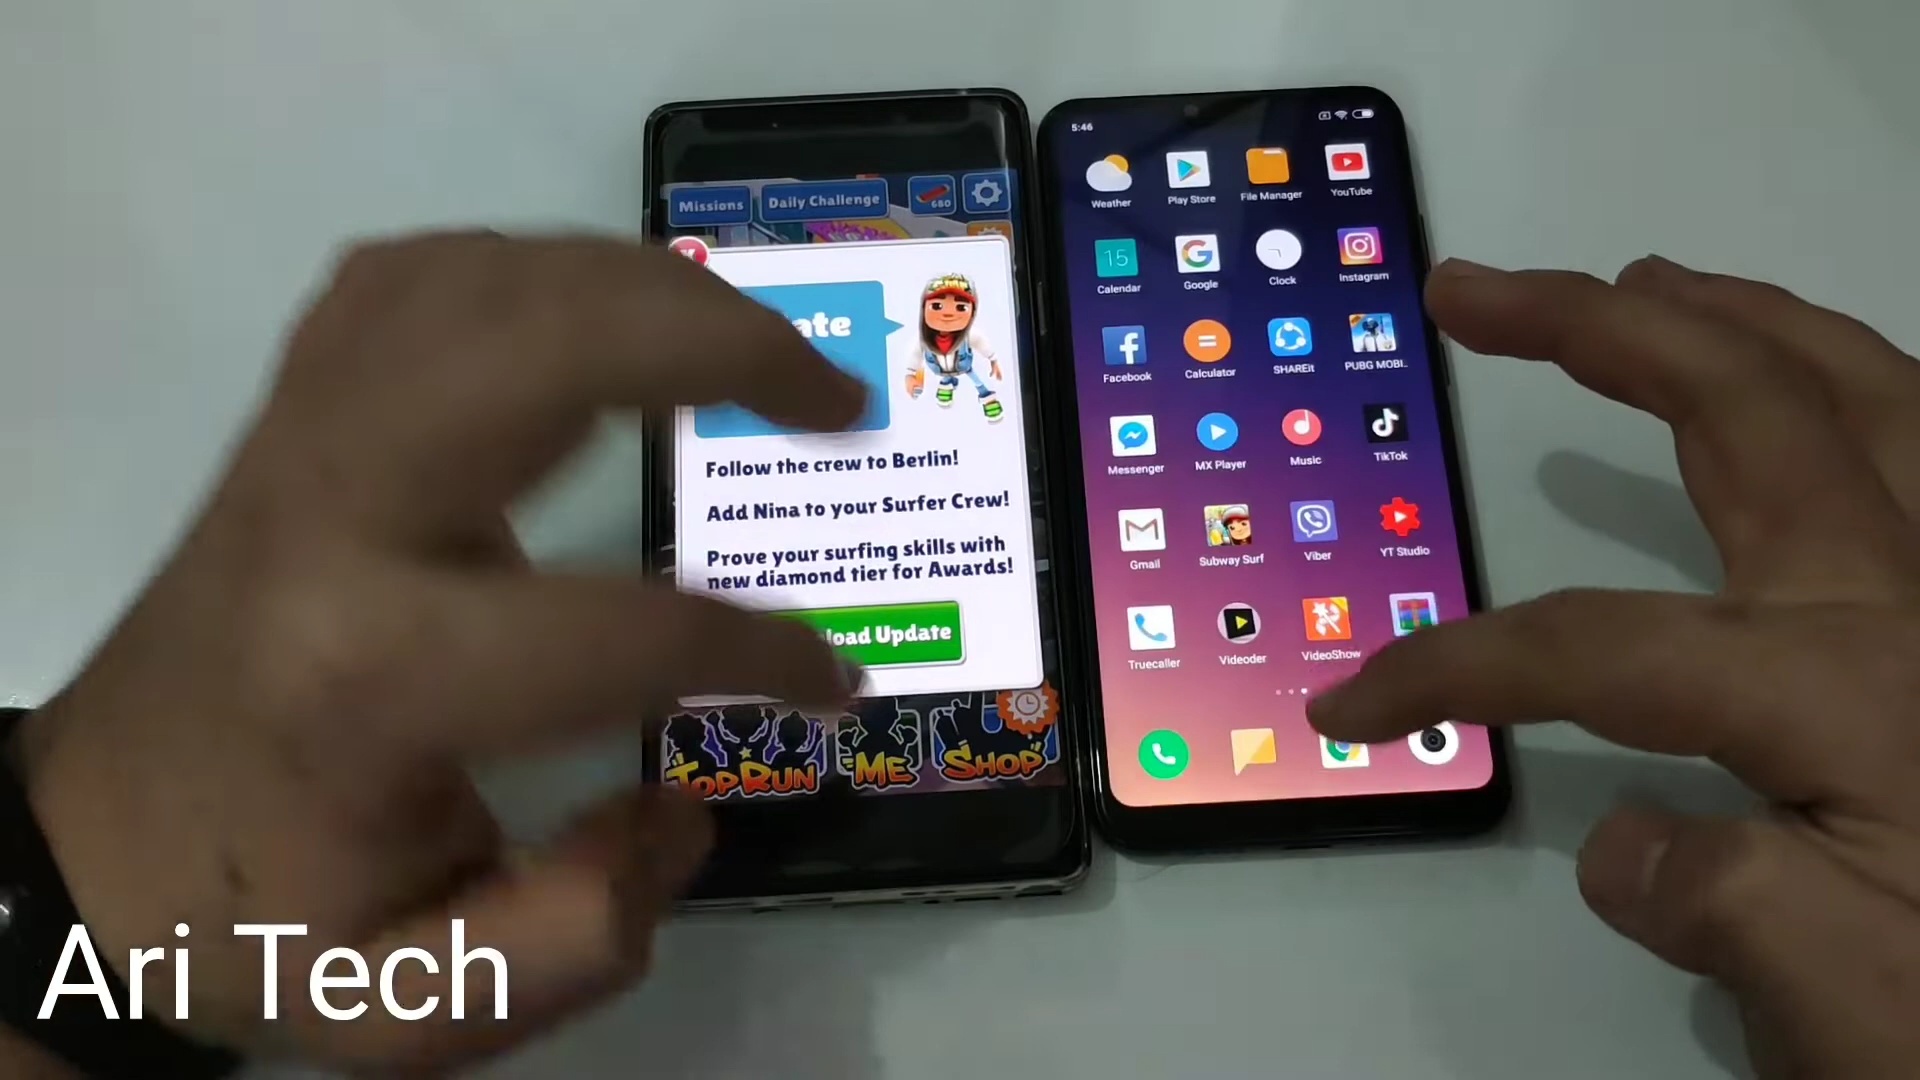 Missions
Daily Challenge
680
Follow the crew to Berlin!
Add Nina to your Surfer Crew!
Prove your surfing skills with
new diamond tier for Awards!
Update
TOP RUN
ME
SHOP
5:46
Weather
Play Store
File Manager
YouTube
15
Calendar
Google
Clock
Instagram
Facebook
Calculator
SHAREit
PUBG MOBI..
Messenger
MX Player
Music
TikTok
Gmail
Subway Surf
Viber
YT Studio
Truecaller
Videoder
VideoShow
Ari Tech